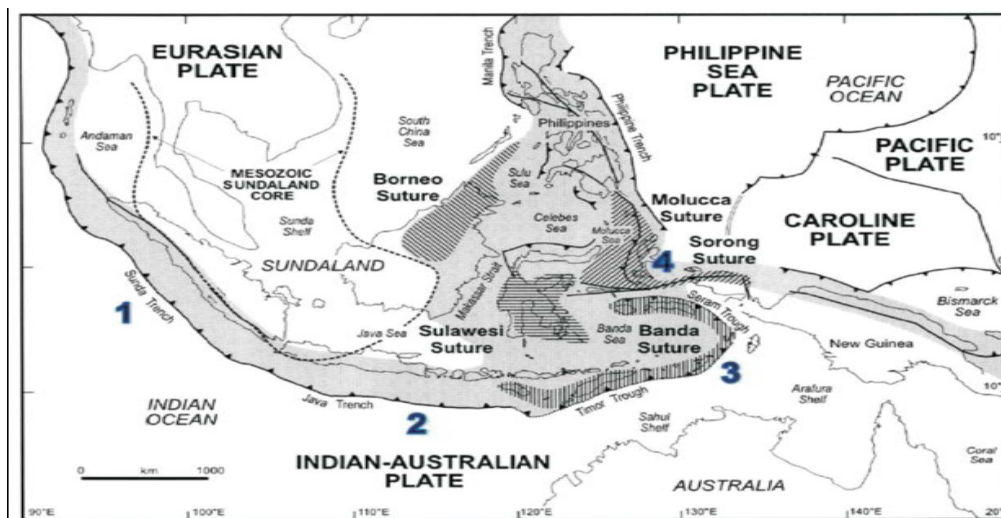 EURASIAN
PLATE
PHILIPPINE
SEA
PLATE
PACIFIC
OCEAN
Manila Trench
Philippine Trench
Philippines
Andaman
Sea
South
China
Sea
10°
MESOZOIC
SUNDALAND
CORE
Borneo
Suture
Sulu
Sea
PACIFIC
PLATE
Molucca
Suture
CAROLINE
PLATE
Sunda
Shelf
Celbes
Sea
Molucca
Sea
Sorong
Suture
4
SUNDALAND
1
Sunda
Trench
Makassar Strait
Bismarck
Sea
Java Sea
Sulawesi
Suture
Banda
Sea
Banda
Suture
Seram Trough
New Guinea
3
INDIAN
OCEAN
Java Trench
2
Timor Trough
Arafura
Shelf
10°
Sahul
Shelf
0
km
1000
INDIAN-AUSTRALIAN
PLATE
AUSTRALIA
Coral
Sea
90°E
100°E
110°E
120°E
130°E
140°E
20°